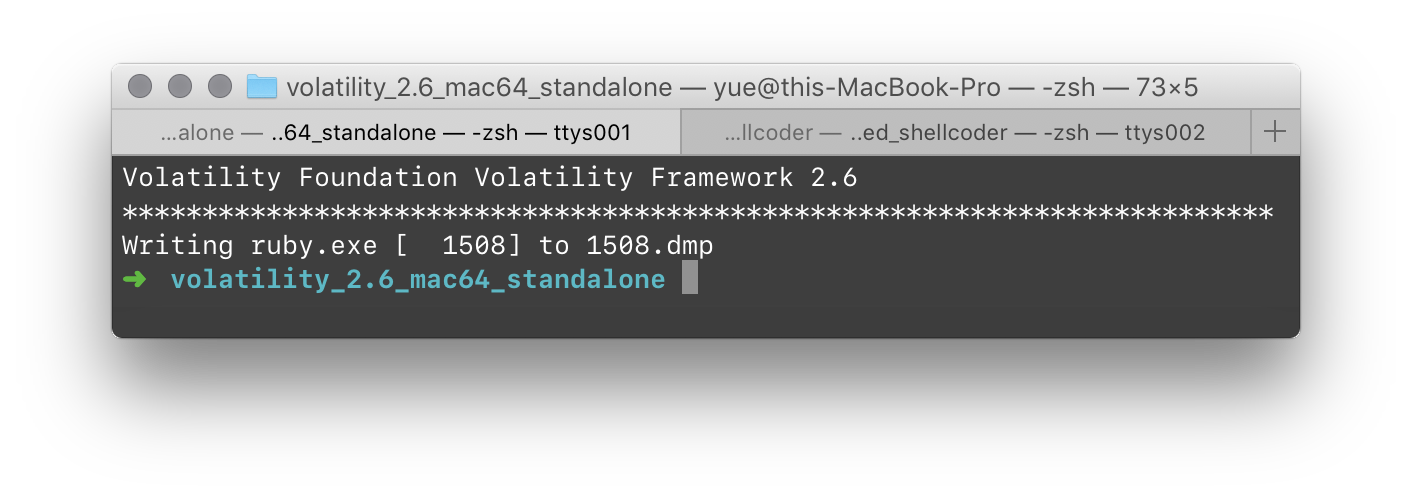 volatility_2.6_mac64_standalone — yue@this-MacBook-Pro — -zsh — 73×5
...alone — ..64_standalone — -zsh — ttys001 ...llcoder — ..ed_shellcoder — -zsh — ttys002 +
Volatility Foundation Volatility Framework 2.6
************************************************************************
Writing ruby.exe [  1508] to 1508.dmp
➜  volatility_2.6_mac64_standalone